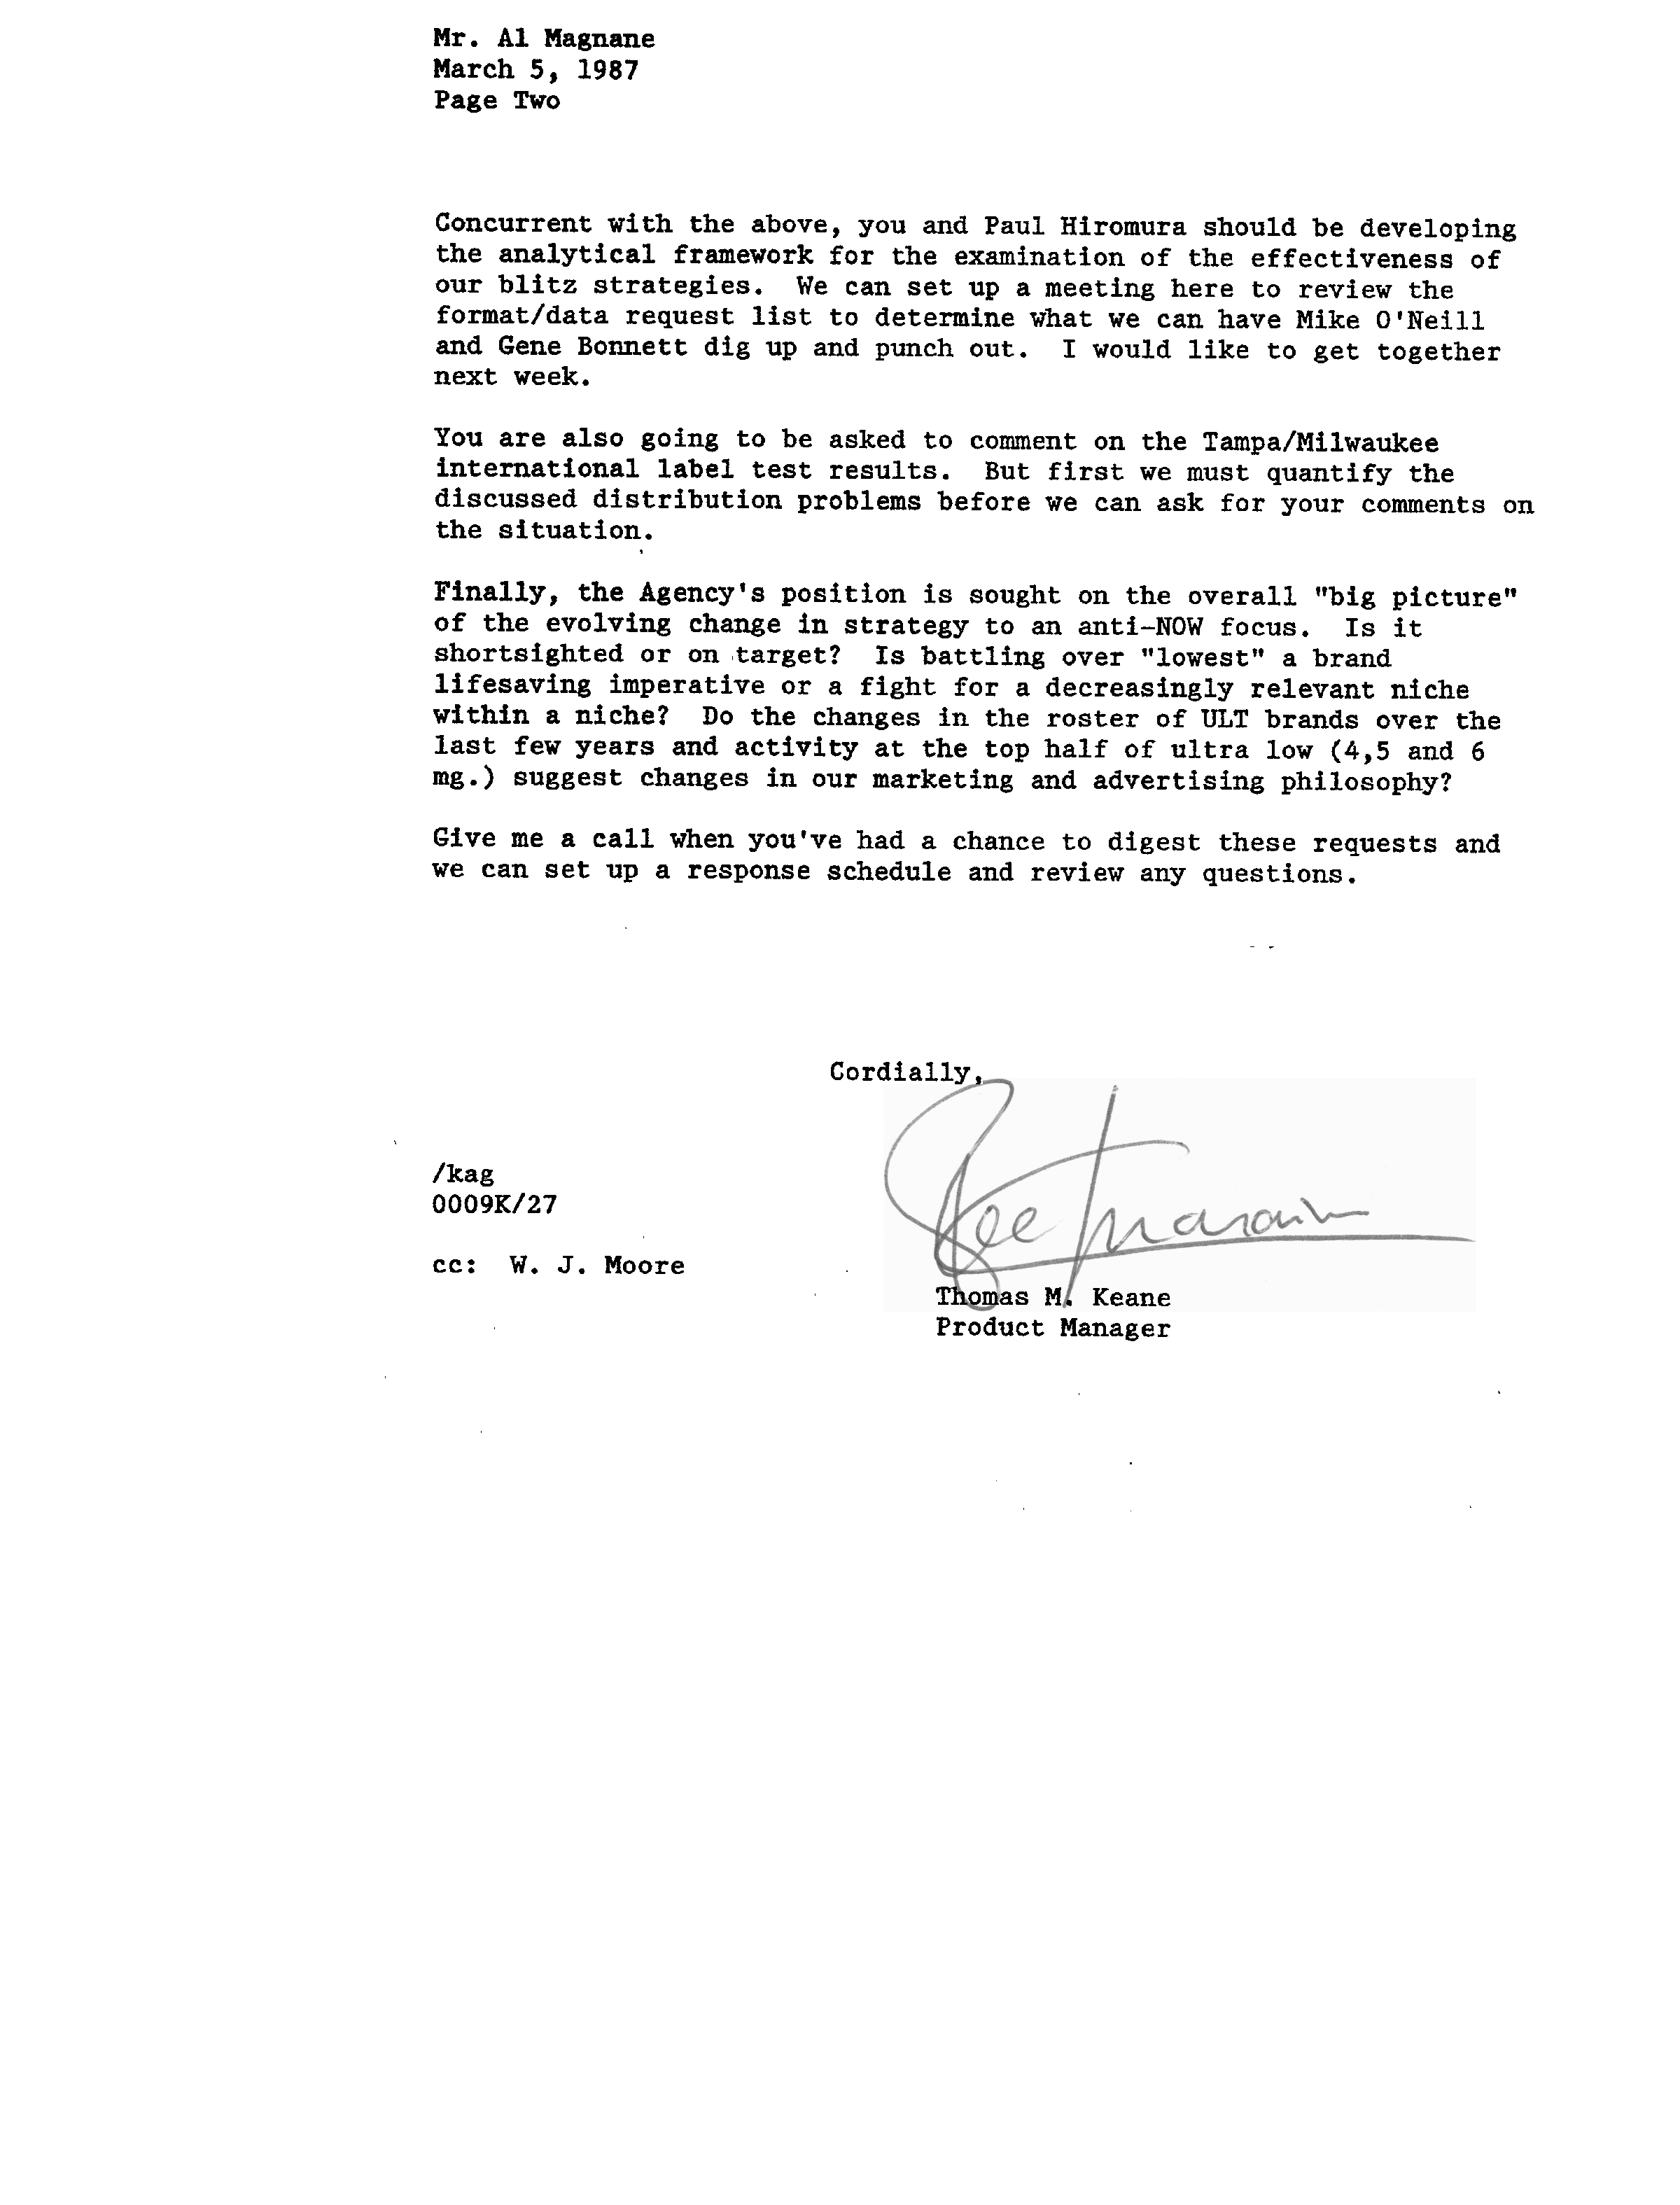 Mr. Al Magnane
March 5, 1987
Page Two
Concurrent with the above, you and Paul Hiromura should be developing
the analytical framework for the examination of the effectiveness of
our blitz strategies. We can set up a meeting here to review the
format/data request list to determine what we can have Mike O'Neill
and Gene Bonnett dig up and punch out. I would like to get together
next week.
You are also going to be asked to comment on the Tampa/Milwaukee
international label test results. But first we must quantify the
discussed distribution problems before we can ask for your comments on
the situation.
Finally, the Agency's position is sought on the overall "big picture"
of the evolving change in strategy to an anti-NOW focus. Is it
shortsighted or on target? Is battling over "lowest" a brand
lifesaving imperative or a fight for a decreasingly relevant niche
within a niche? Do the changes in the roster of ULT brands over the
last few years and activity at the top half of ultra low (4,5 and 6
mg.) suggest changes in our marketing and advertising philosophy?
Give me a call when you've had a chance to digest these requests and
we can set up a response schedule and review any questions.
Cordially,
/kag
0009K/27
cc: W. J. Moore
Thomas M. Keane
Product Manager